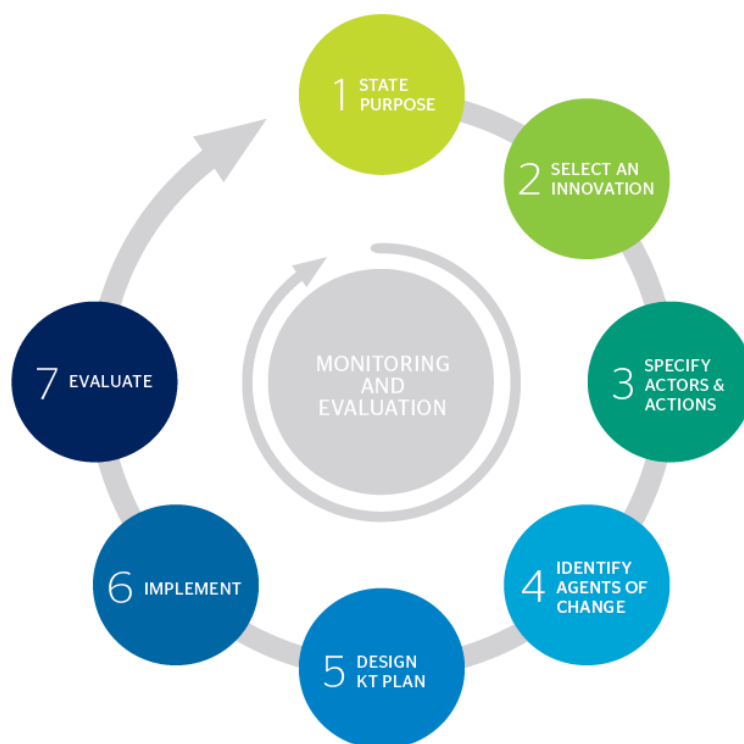 1 STATE
PURPOSE
2 SELECT AN
INNOVATION
3 SPECIFY
ACTORS &
ACTIONS
4 IDENTIFY
AGENTS OF
CHANGE
5 DESIGN
KT PLAN
6 IMPLEMENT
7 EVALUATE
MONITORING
AND
EVALUATION